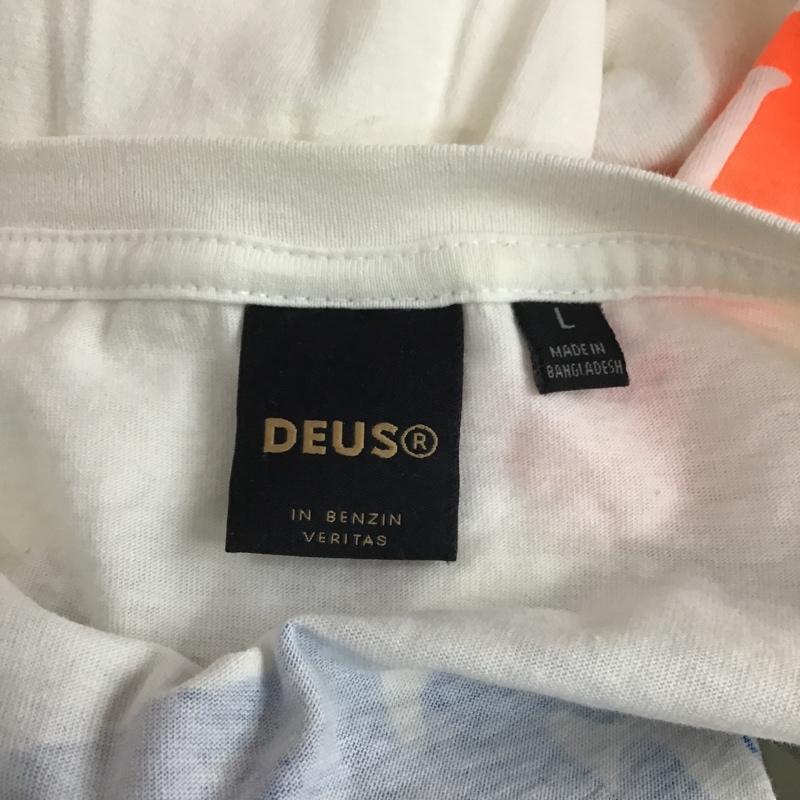 DEUS®
IN BENZIN
VERITAS
L
MADE IN
BANGLADESH